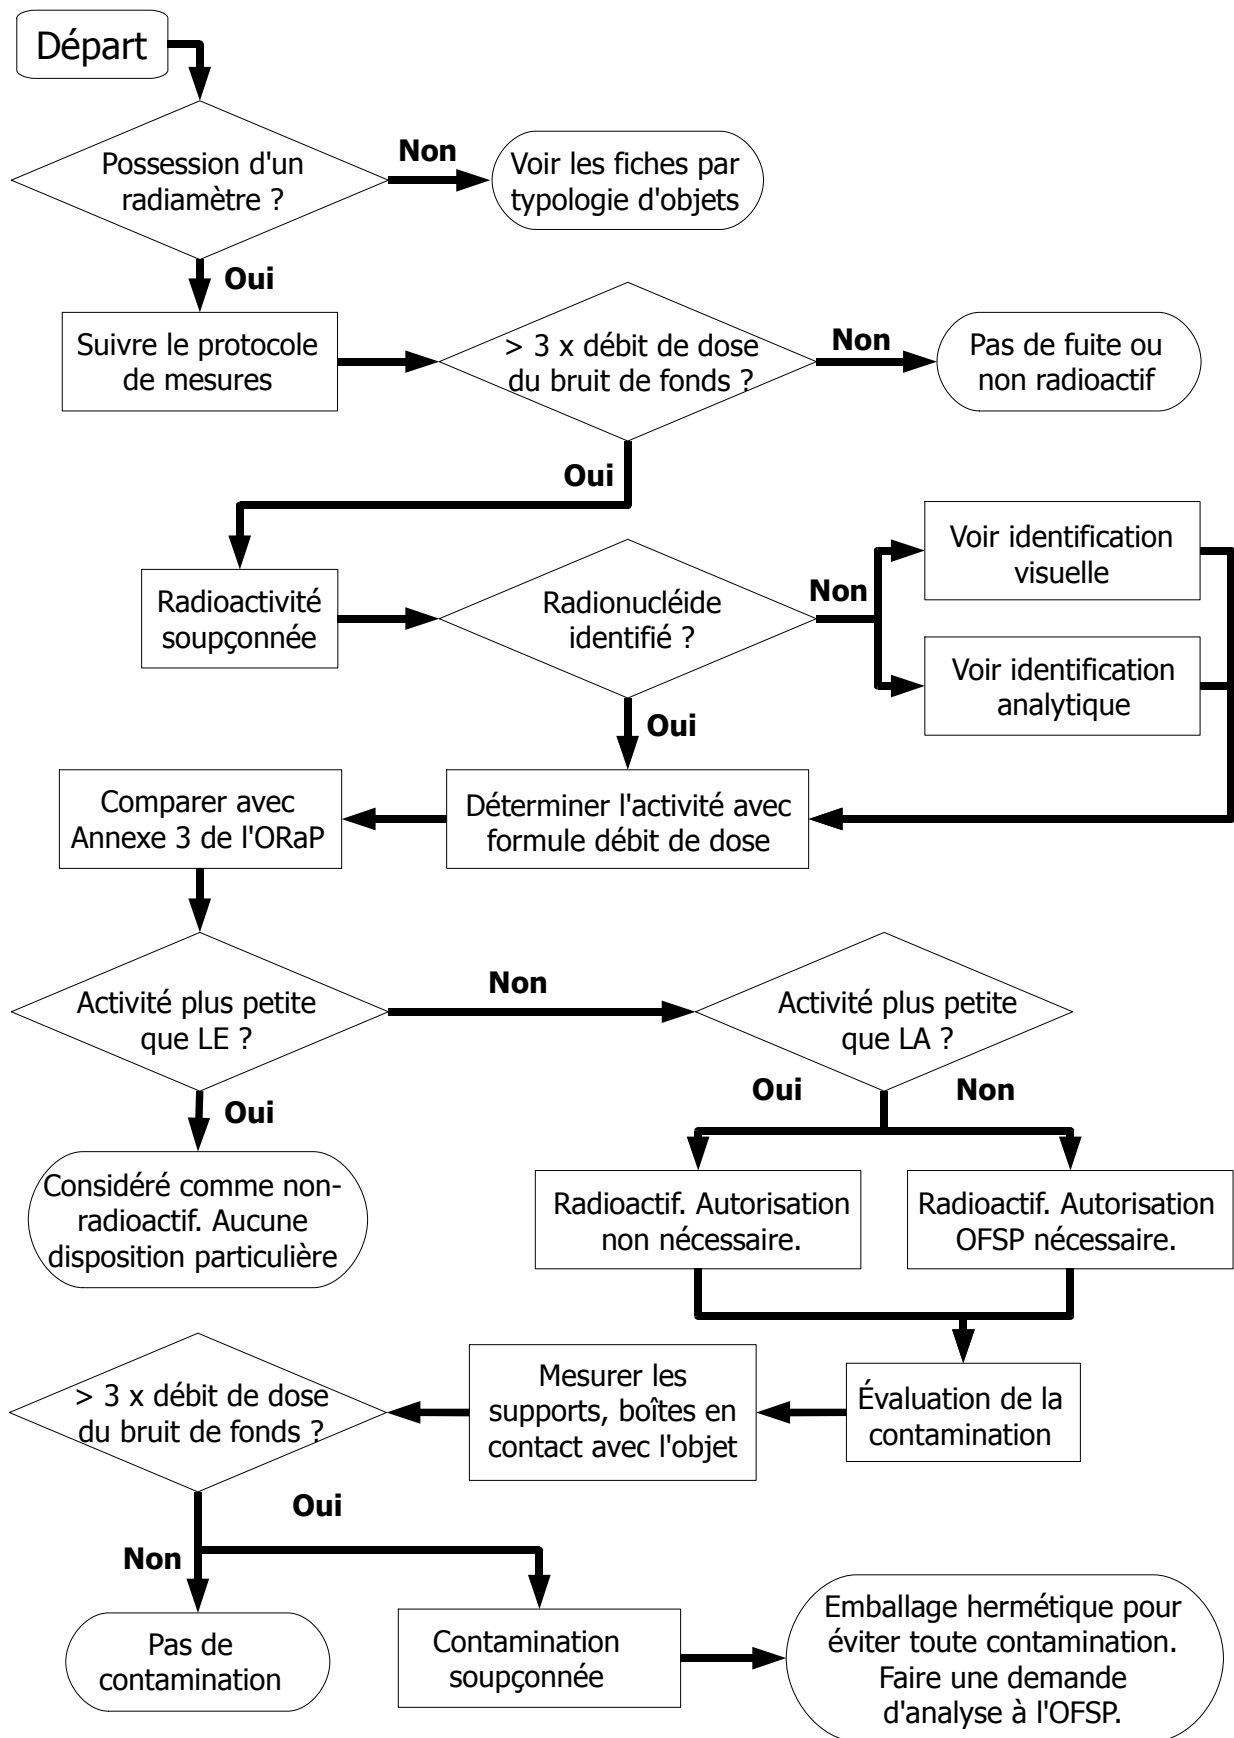 Départ
Possession d'un
radiamètre ?
Non
Voir les fiches par
typologie d'objets
Oui
Suivre le protocole
de mesures
> 3 x débit de dose
du bruit de fonds ?
Non
Pas de fuite ou
non radioactif
Oui
Radioactivité
soupçonnée
Radionucléide
identifié ?
Non
Voir identification
visuelle
Voir identification
analytique
Oui
Déterminer l'activité avec
formule débit de dose
Comparer avec
Annexe 3 de l'ORaP
Activité plus petite
que LE ?
Non
Activité plus petite
que LA ?
Oui
Considéré comme non-
radioactif. Aucune
disposition particulière
Oui
Non
Radioactif. Autorisation
non nécessaire.
Radioactif. Autorisation
OFSP nécessaire.
Évaluation de la
contamination
Mesurer les
supports, boîtes en
contact avec l'objet
> 3 x débit de dose
du bruit de fonds ?
Oui
Non
Pas de
contamination
Contamination
soupçonnée
Emballage hermétique pour
éviter toute contamination.
Faire une demande
d'analyse à l'OFSP.